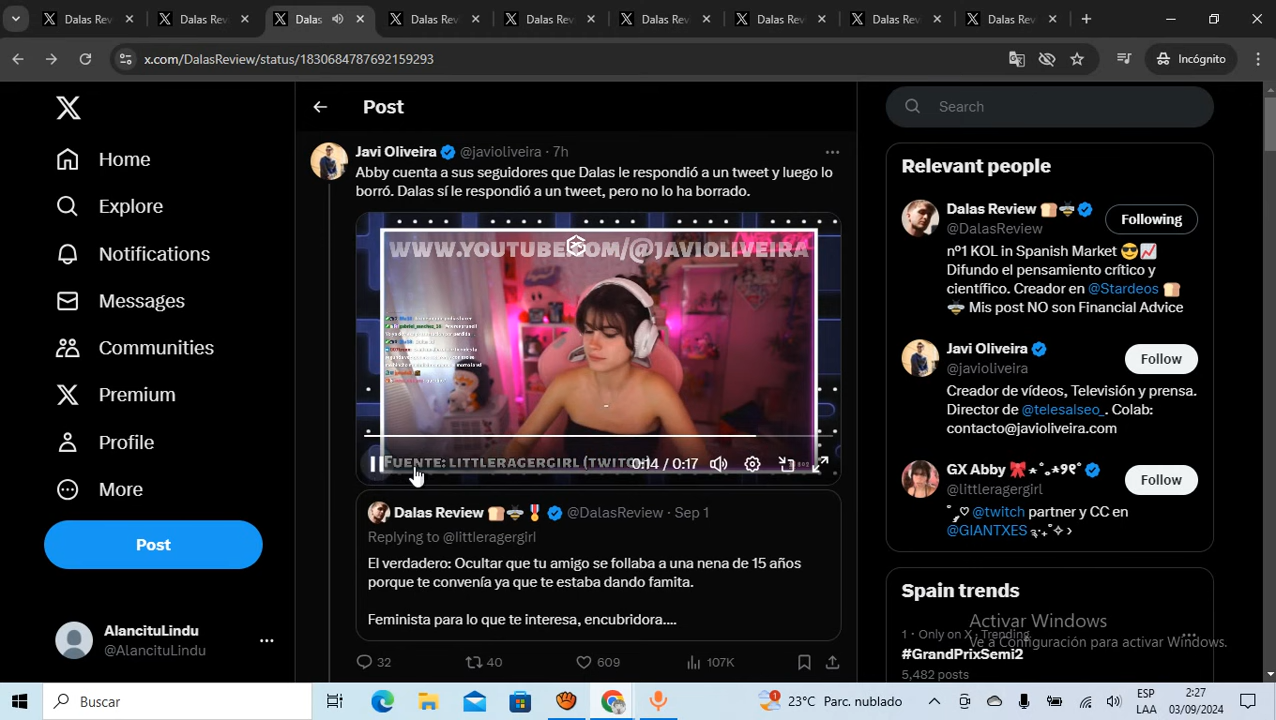 Dalas Rev
Dalas Rev
Dalas
Dalas Rev
Dalas Rev
Dalas Rev
Dalas Rev
Dalas Rev
Dalas Rev
x.com/DalasReview/status/1830684787692159293
Incógnito
Home
Explore
Notifications
Messages
Communities
Premium
Profile
More
Post
AlancituLindu
@AlancituLindu
Post
Javi Oliveira @javioliveira · 7h
Abby cuenta a sus seguidores que Dalas le respondió a un tweet y luego lo
borró. Dalas sí le respondió a un tweet, pero no lo ha borrado.
WWW.YOUTUBE.COM/@JAVIOLIVEIRA
FUENTE: LITTLERAGERGIRL (TWITC
0:14 / 0:17
Dalas Review @DalasReview · Sep 1
Replying to @littleragergirl
El verdadero: Ocultar que tu amigo se follaba a una nena de 15 años
porque te convenía ya que te estaba dando famita.
Feminista para lo que te interesa, encubridora....
32
40
609
107K
Search
Relevant people
Dalas Review
@DalasReview
Following
nº1 KOL in Spanish Market
Difundo el pensamiento crítico y
científico. Creador en @Stardeos
Mis post NO son Financial Advice
Javi Oliveira
@javioliveira
Follow
Creador de vídeos, Televisión y prensa.
Director de @telesalseo_. Colab:
contacto@javioliveira.com
GX Abby
@littleragergirl
Follow
@twitch partner y CC en
@GIANTXES
Spain trends
1 · Only on X · Trending
#GrandPrixSemi2
5,482 posts
Activar Windows
Ve a Configuración para activar Windows.
Buscar
23°C Parc. nublado
ESP
LAA
2:27
03/09/2024